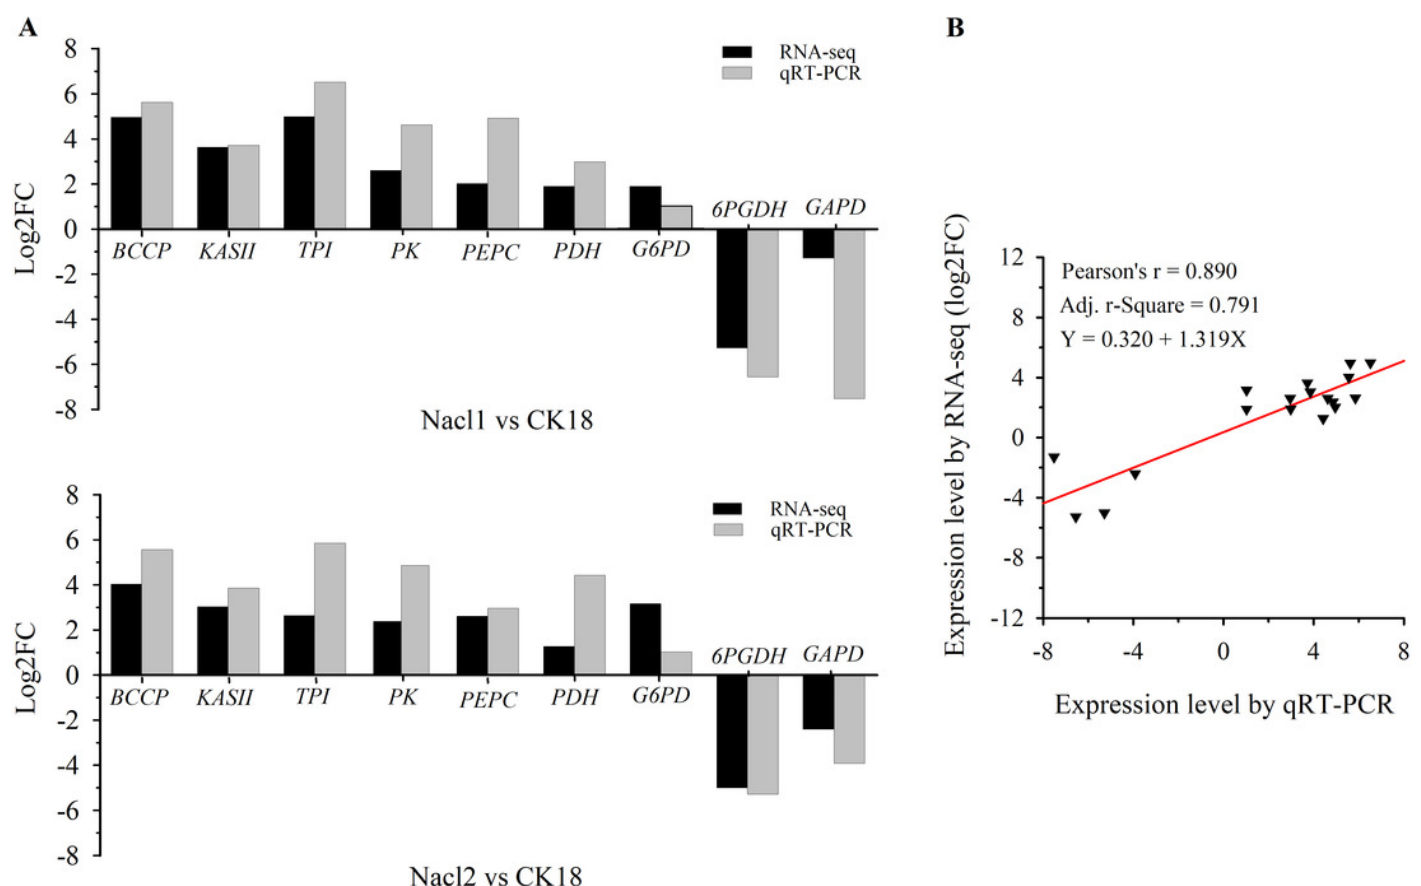 A
8
6
4
2
0
-2
-4
-6
-8
Log2FC
RNA-seq
qRT-PCR
BCCP KASII TPI PK PEPC PDH G6PD 6PGDH GAPD
Nacl1 vs CK18
8
6
4
2
0
-2
-4
-6
-8
Log2FC
RNA-seq
qRT-PCR
BCCP KASII TPI PK PEPC PDH G6PD 6PGDH GAPD
Nacl2 vs CK18
B
Expression level by RNA-seq (log2FC)
12
8
4
0
-4
-8
-12
Pearson's r = 0.890
Adj. r-Square = 0.791
Y = 0.320 + 1.319X
-8 -4 0 4 8
Expression level by qRT-PCR